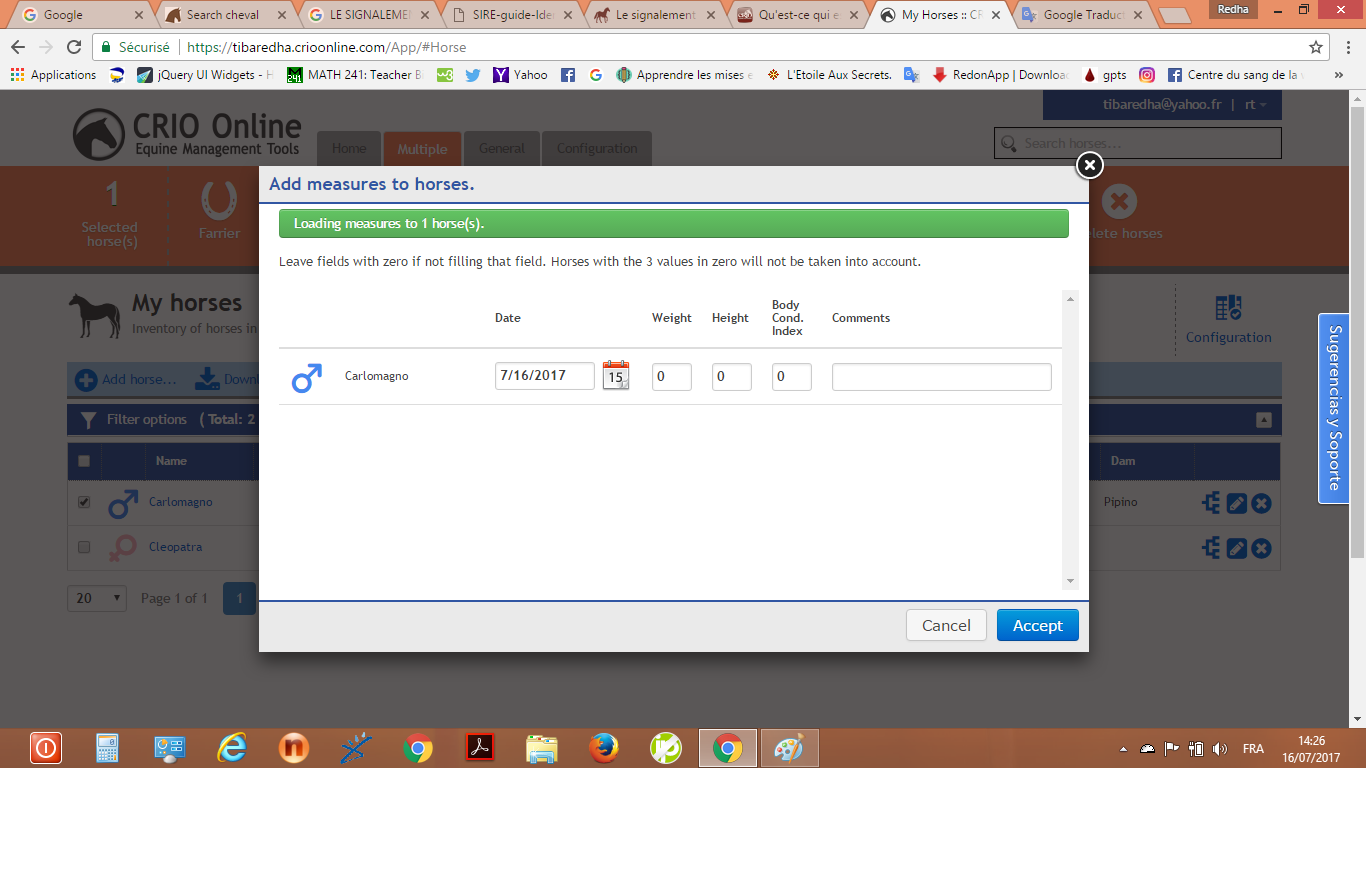 Google
Search cheval
LE SIGNALEMEN
SIRE-guide-Ide
Le signalement
Qu'est-ce qui e
My Horses :: CR
Google Traduct
Redha
Sécurisé
https://tibaredha.crioonline.com/App/#Horse
Applications
jQuery UI Widgets - H
MATH 241: Teacher B
Yahoo
Apprendre les mises e
L'Etoile Aux Secrets.
RedonApp | Download
gpts
Centre du sang de la
CRIO Online
Equine Management Tools
Home
Multiple
General
Configuration
tibaredha@yahoo.fr | rt
Search horses...
1
Selected
horse(s)
Farrier
lete horses
Add measures to horses.
Loading measures to 1 horse(s).
Leave fields with zero if not filling that field. Horses with the 3 values in zero will not be taken into account.
Date
Weight
Height
Body
Cond.
Index
Comments
Carlomagno
7/16/2017
15
0
0
0
Cancel
Accept
My horses
Inventory of horses in
Configuration
Add horse...
Downl
Filter options ( Total: 2
Name
Dam
Carlomagno
Pipino
Cleopatra
20
Page 1 of 1
1
Sugerencias y Soporte
FRA
14:26
16/07/2017